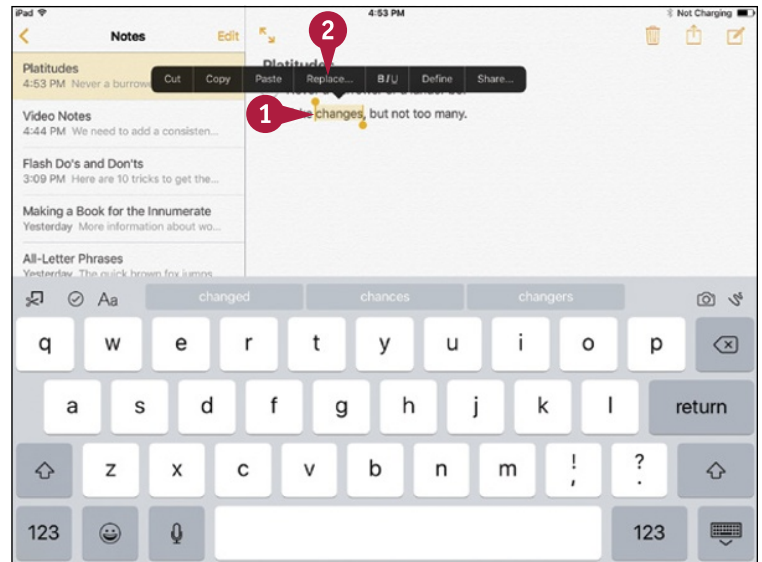 iPad
4:53 PM
Not Charging
Notes
Edit
2
Platitudes
4:53 PM Never a burrow
Cut Copy Paste Replace... BIU Define Share...
1
changes, but not too many.
Video Notes
4:44 PM We need to add a consisten...
Flash Do's and Don'ts
3:09 PM Here are 10 tricks to get the...
Making a Book for the Innumerate
Yesterday More information about wo...
All-Letter Phrases
Yesterday The quick brown fox jumps
Aa
changed chances changers
q w e r t y u i o p
a s d f g h j k l return
z x c v b n m ! , ? .
123 123